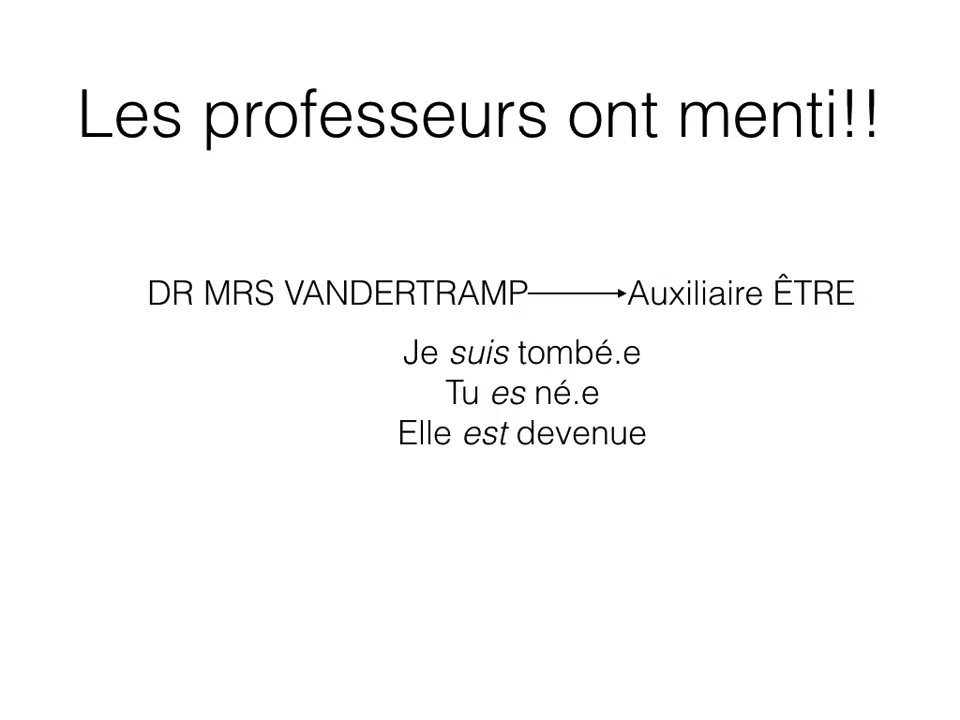 Les professeurs ont menti!!
DR MRS VANDERTRAMP Auxiliaire ÊTRE
Je suis tombé.e
Tu es né.e
Elle est devenue